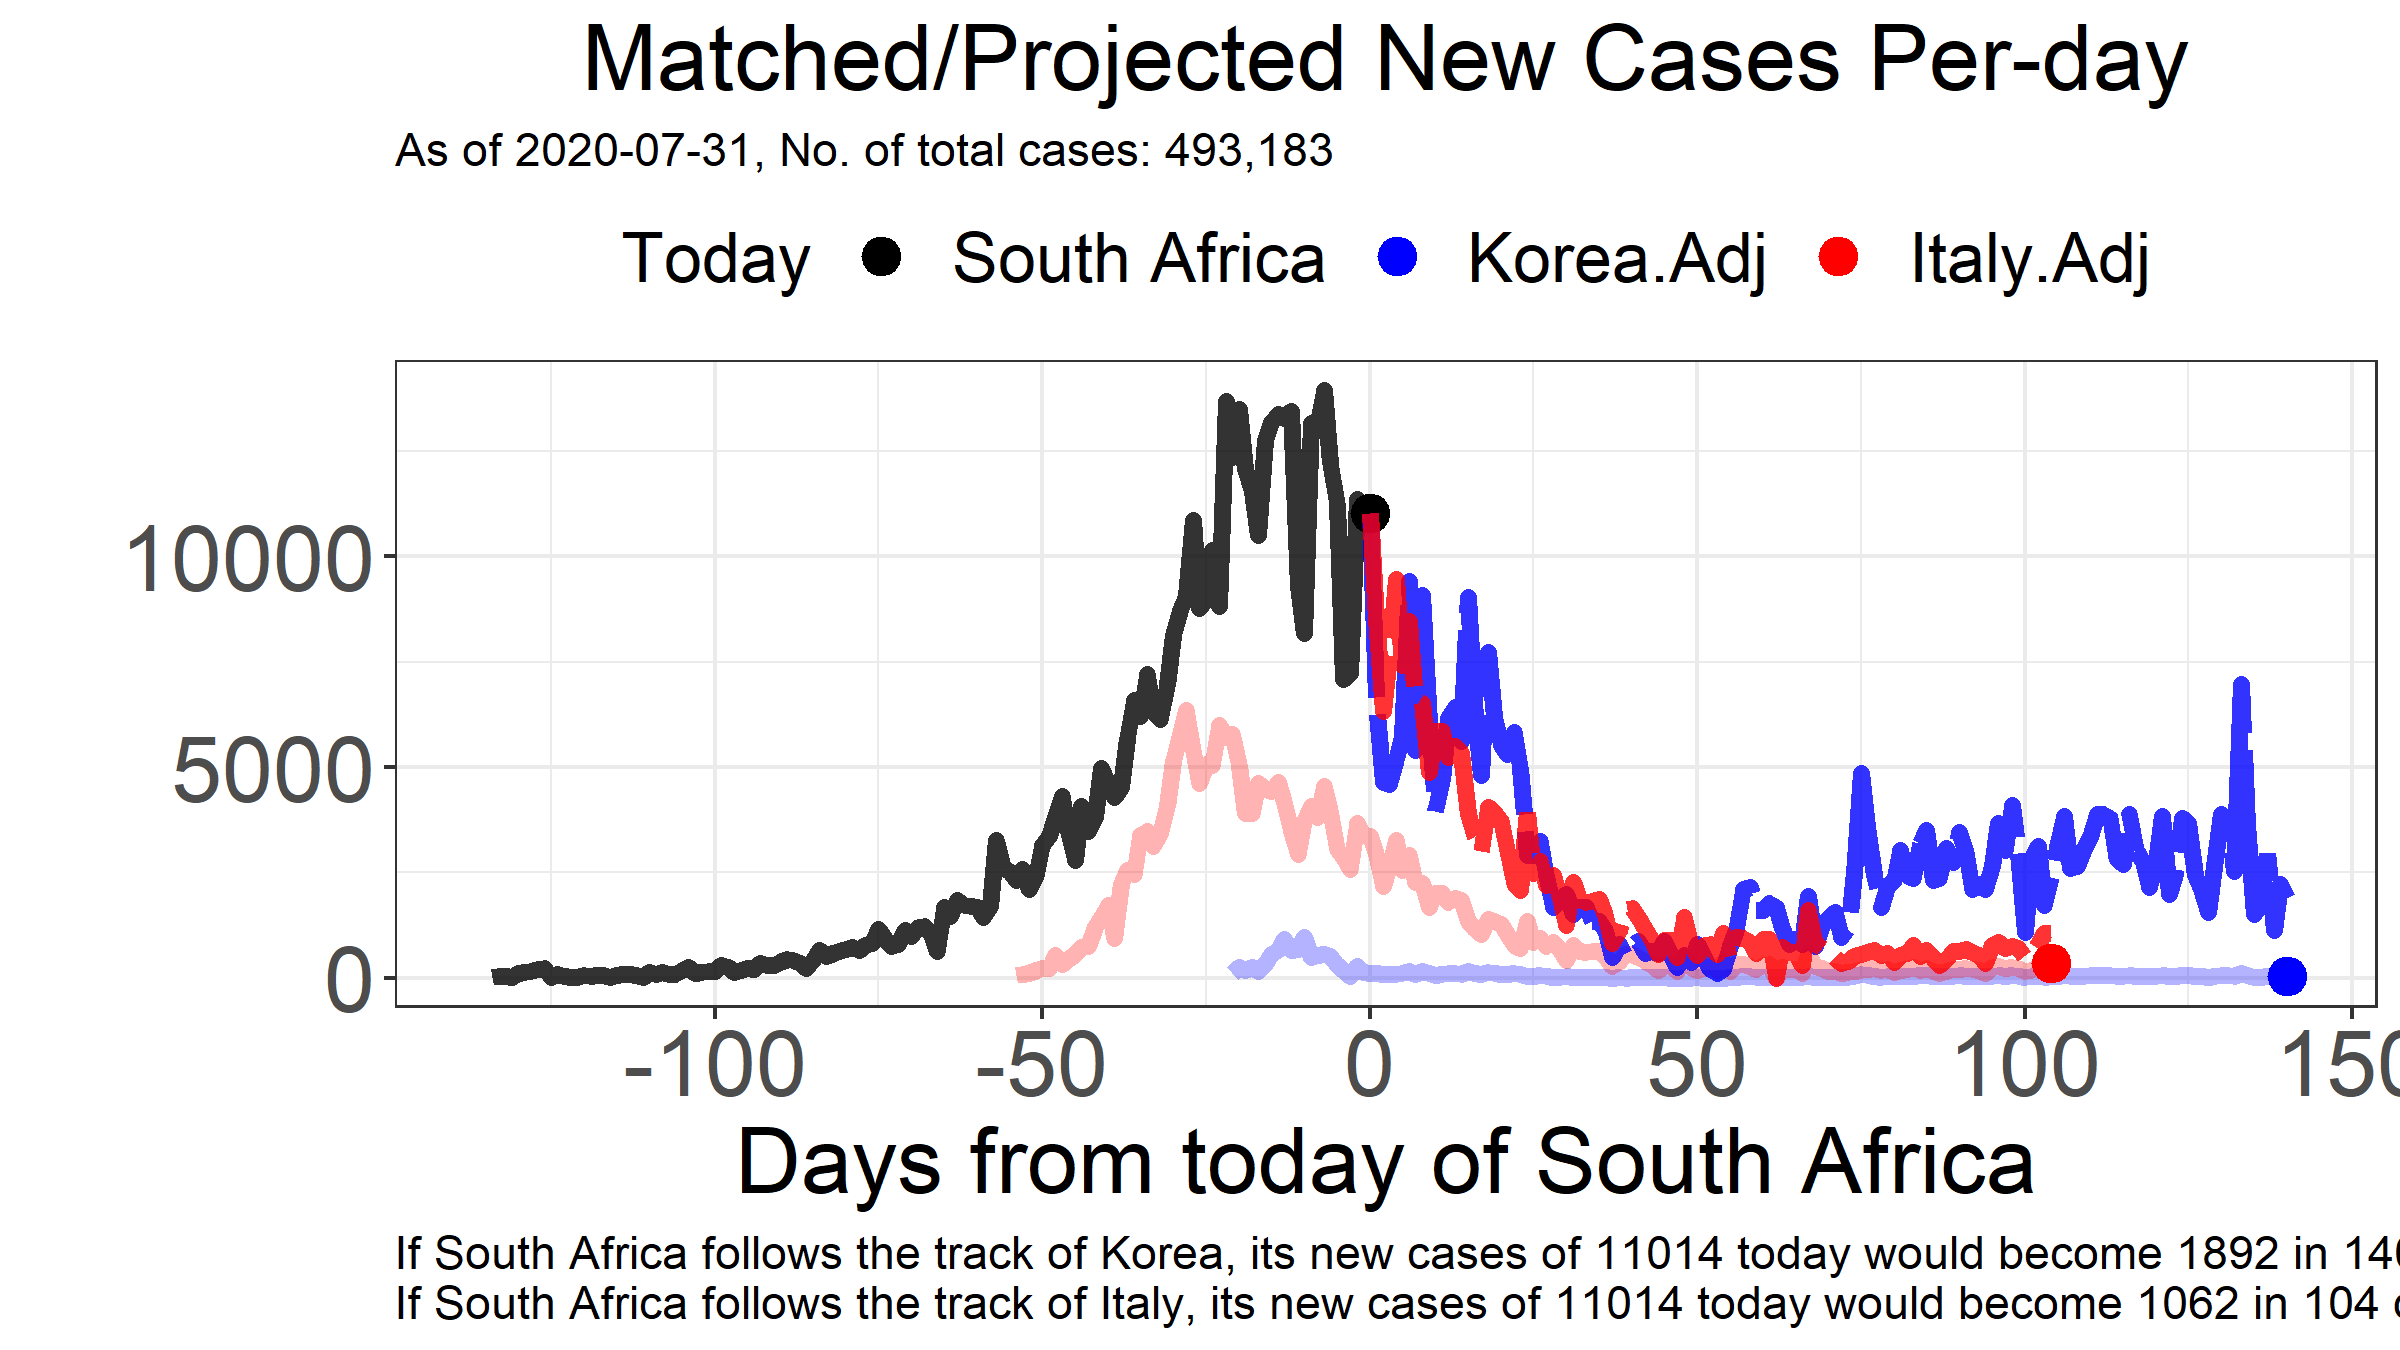 Matched/Projected New Cases Per-day
As of 2020-07-31, No. of total cases: 493,183
Today South Africa Korea.Adj Italy.Adj
10000
5000
0
-100 -50 0 50 100 150
Days from today of South Africa
If South Africa follows the track of Korea, its new cases of 11014 today would become 1892 in 140
If South Africa follows the track of Italy, its new cases of 11014 today would become 1062 in 104